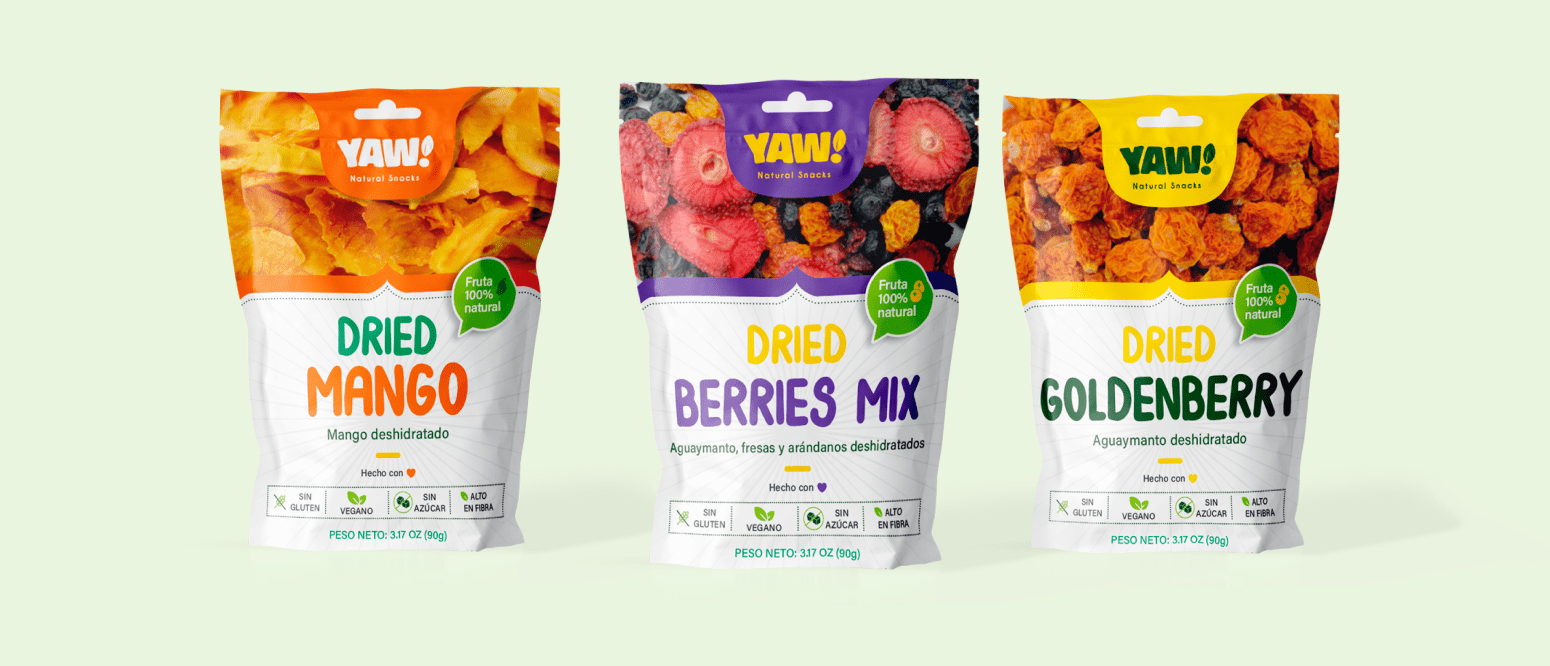 YAW!
Natural Snacks
Fruta
100%
natural
DRIED
MANGO
Mango deshidratado
Hecho con
SIN
GLUTEN
VEGANO
SIN
AZÚCAR
ALTO
EN FIBRA
PESO NETO: 3.17 OZ (90g)
YAW!
Natural Snacks
Fruta
100%
natural
DRIED
BERRIES MIX
Aguaymanto, fresas y arándanos deshidratados
Hecho con
SIN
GLUTEN
VEGANO
SIN
AZÚCAR
ALTO
EN FIBRA
PESO NETO: 3.17 OZ (90g)
YAW!
Natural Snacks
Fruta
100%
natural
DRIED
GOLDENBERRY
Aguaymanto deshidratado
Hecho con
SIN
GLUTEN
VEGANO
SIN
AZÚCAR
ALTO
EN FIBRA
PESO NETO: 3.17 OZ (90g)